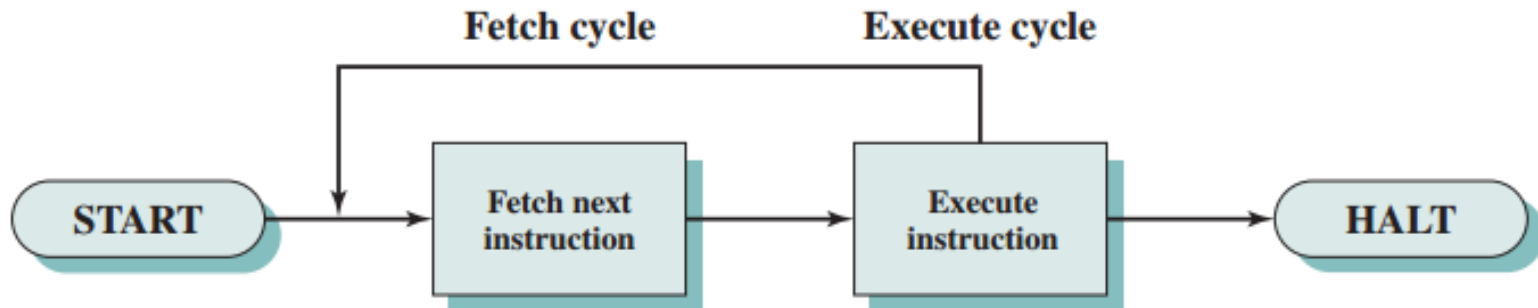 Fetch cycle
Execute cycle
START
Fetch next
instruction
Execute
instruction
HALT